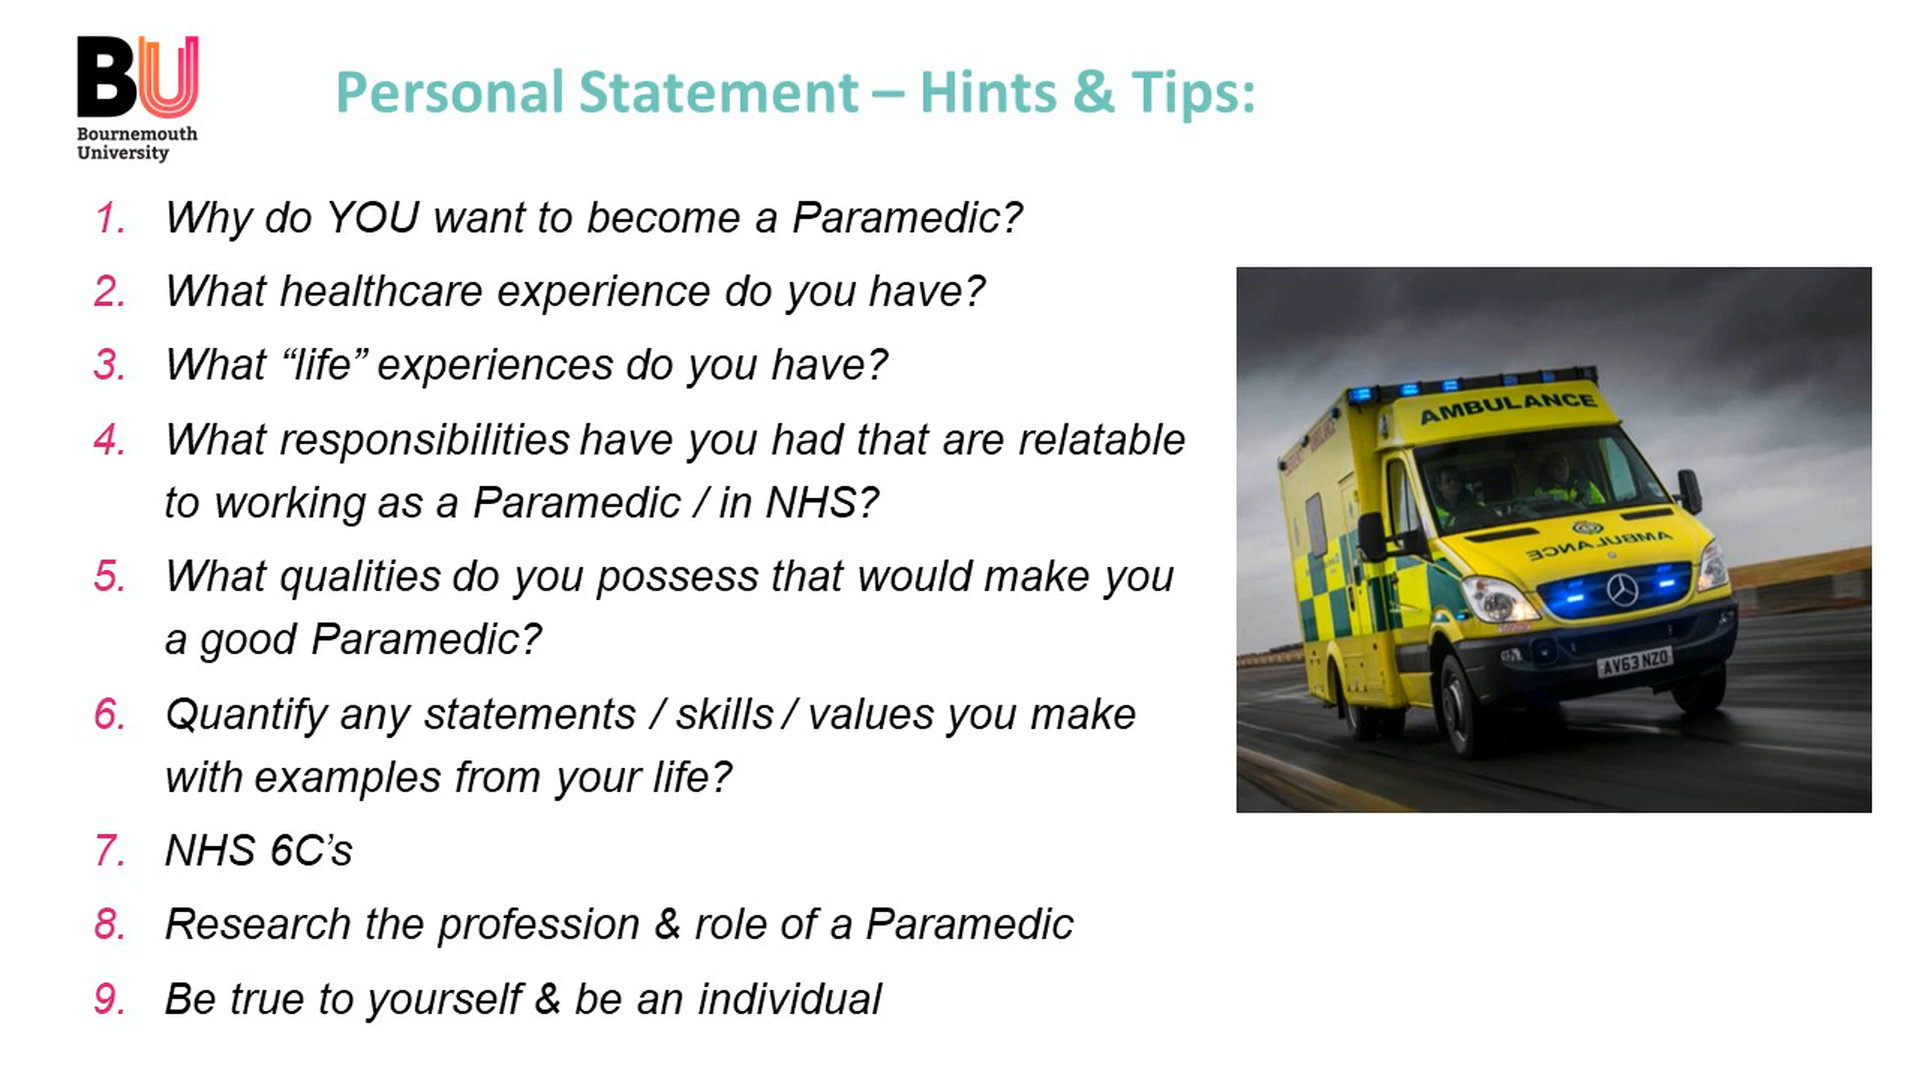 BU
Bournemouth
University
Personal Statement – Hints & Tips:
1. Why do YOU want to become a Paramedic?
2. What healthcare experience do you have?
3. What “life” experiences do you have?
4. What responsibilities have you had that are relatable
to working as a Paramedic / in NHS?
5. What qualities do you possess that would make you
a good Paramedic?
6. Quantify any statements / skills / values you make
with examples from your life?
7. NHS 6C’s
8. Research the profession & role of a Paramedic
9. Be true to yourself & be an individual
AMBULANCE
AMBULANCE
AV63 NZO